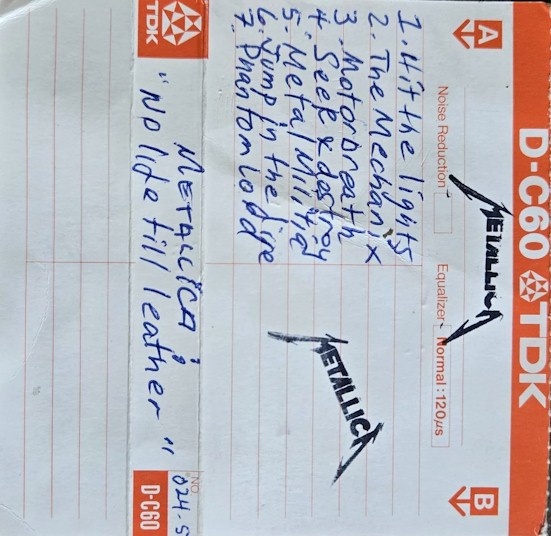 D-C60 TDK
A
B
Noise Reduction
Equalizer
Normal : 120µs
METALLICA
METALLICA
1. Hit the lights
2. The Mechanix
3 Motorbreath
4. Seek & destroy
5. Metal Militia
6. Jump in the fire
7. Phantom lord
TDK
METALLICA:
"No life till leather"
NO.
024-5
D-C60